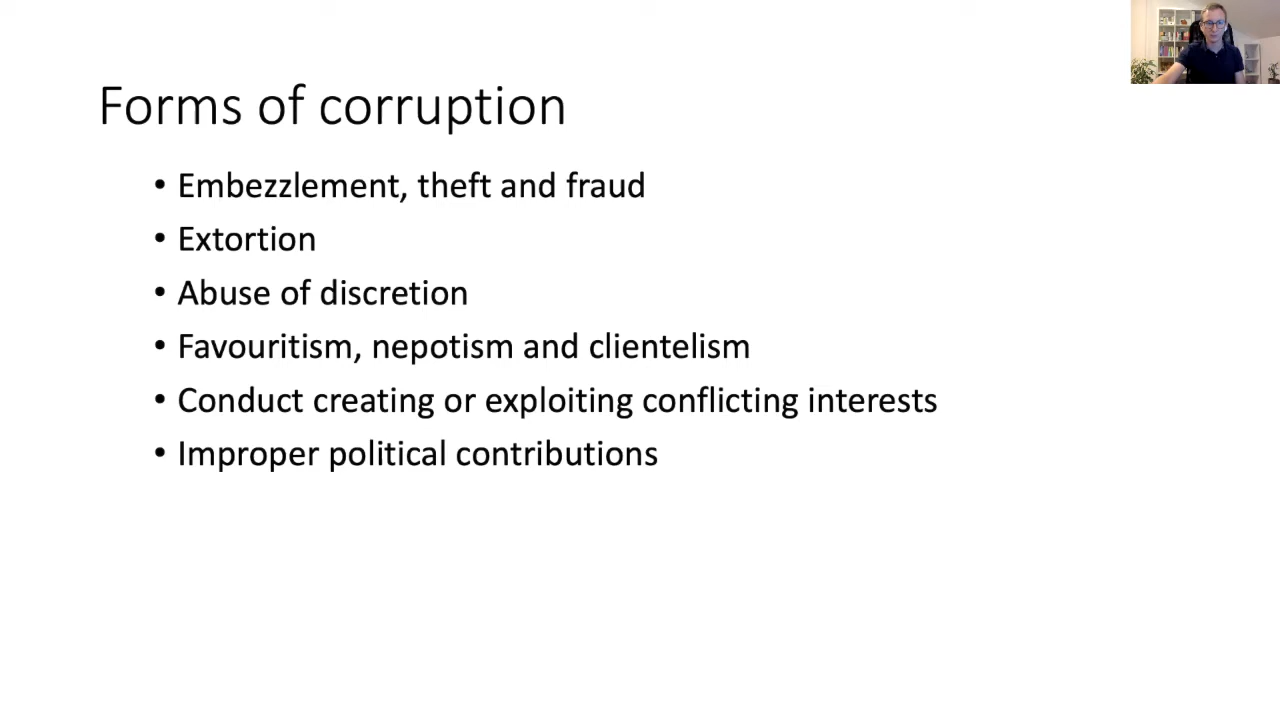 Forms of corruption
• Embezzlement, theft and fraud
• Extortion
• Abuse of discretion
• Favouritism, nepotism and clientelism
• Conduct creating or exploiting conflicting interests
• Improper political contributions